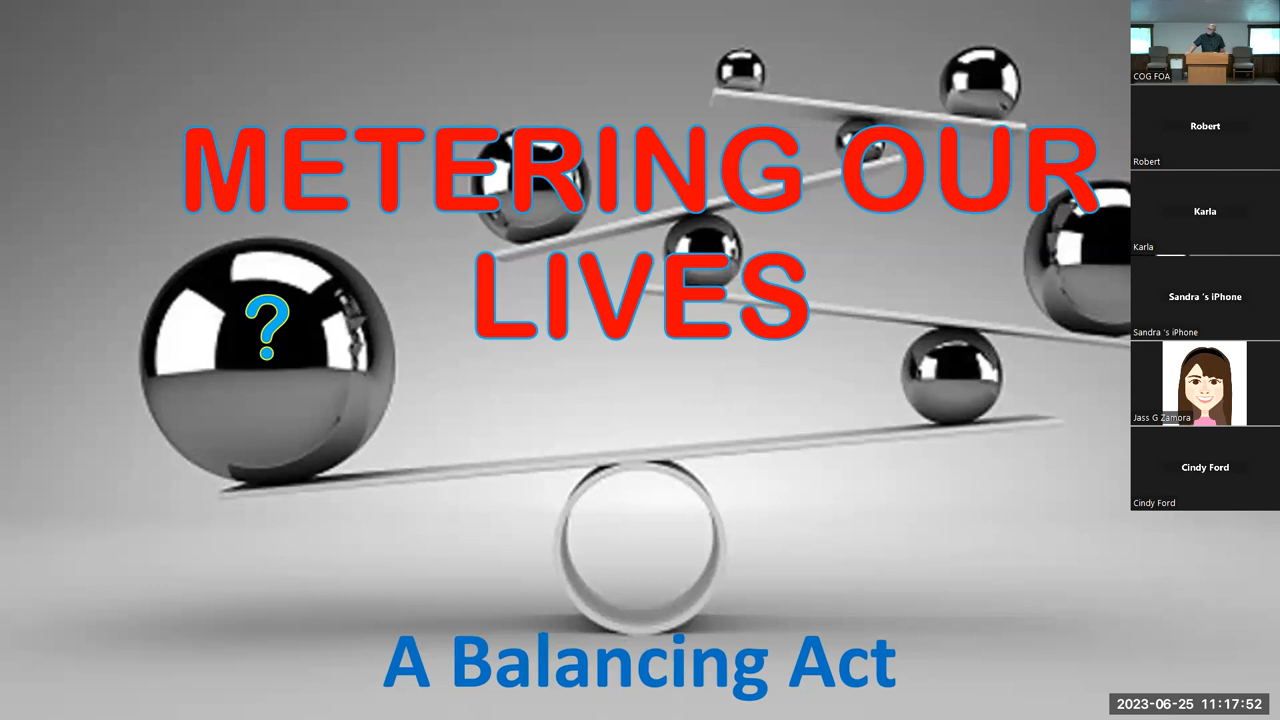 METERING OUR
LIVES
?
A Balancing Act
COG FOA
Robert
Robert
Karla
Karla
Sandra 's iPhone
Sandra 's iPhone
Jass G Zamora
Cindy Ford
Cindy Ford
2023-06-25 11:17:52